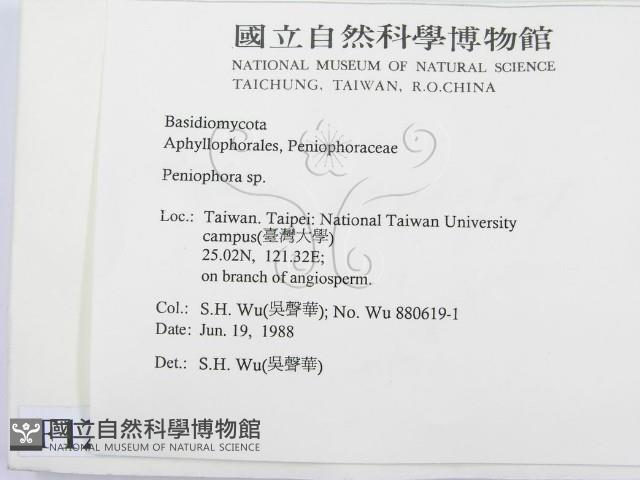 國立自然科學博物館
NATIONAL MUSEUM OF NATURAL SCIENCE
TAICHUNG, TAIWAN, R.O.CHINA
Basidiomycota
Aphyllophorales, Peniophoraceae
Peniophora sp.
Loc.: Taiwan. Taipei: National Taiwan University
campus(臺灣大學)
25.02N, 121.32E;
on branch of angiosperm.
Col.: S.H. Wu(吳聲華); No. Wu 880619-1
Date: Jun. 19, 1988
Det.: S.H. Wu(吳聲華)
國立自然科學博物館
NATIONAL MUSEUM OF NATURAL SCIENCE